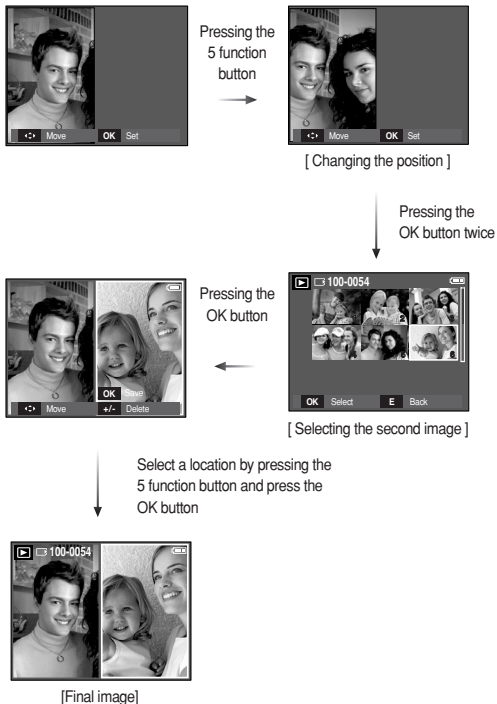 Pressing the
5 function
button
Move OK Set
Move OK Set
[ Changing the position ]
Pressing the
OK button twice
100-0054
OK Select E Back
[ Selecting the second image ]
Pressing the
OK button
OK Save
Move +/- Delete
Select a location by pressing the
5 function button and press the
OK button
100-0054
[Final image]